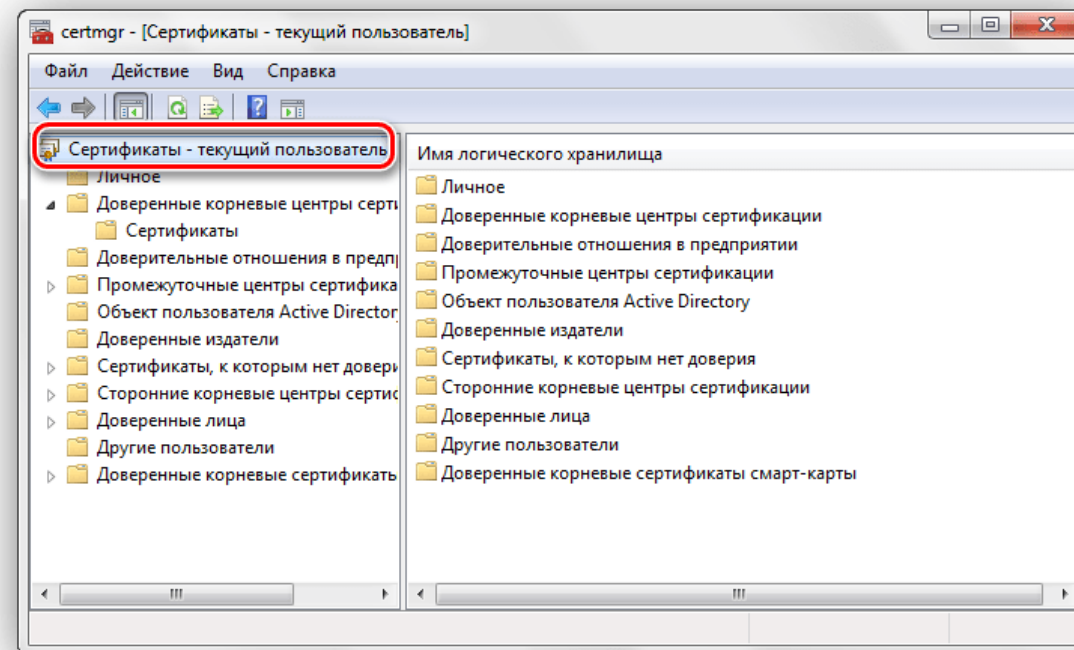 certmgr - [Сертификаты - текущий пользователь]
Файл Действие Вид Справка
Сертификаты - текущий пользователь
Личное
Доверенные корневые центры серти
Сертификаты
Доверительные отношения в предп
Промежуточные центры сертифика
Объект пользователя Active Director
Доверенные издатели
Сертификаты, к которым нет довери
Сторонние корневые центры сертис
Доверенные лица
Другие пользователи
Доверенные корневые сертификаты
Имя логического хранилища
Личное
Доверенные корневые центры сертификации
Доверительные отношения в предприятии
Промежуточные центры сертификации
Объект пользователя Active Directory
Доверенные издатели
Сертификаты, к которым нет доверия
Сторонние корневые центры сертификации
Доверенные лица
Другие пользователи
Доверенные корневые сертификаты смарт-карты